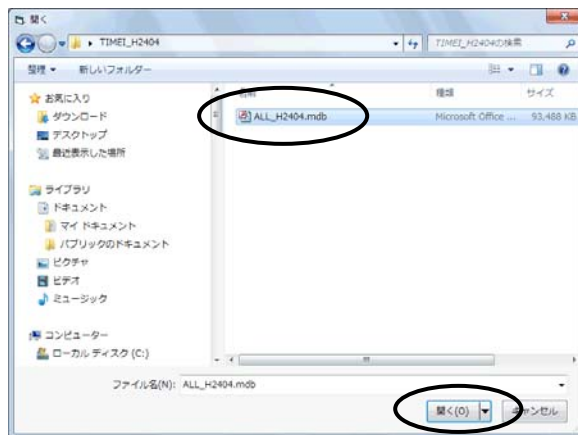 開く
TIMEI_H2404
TIMEI_H2404の検索
整理 新しいフォルダー
名前 種類 サイズ
お気に入り
ダウンロード
デスクトップ
最近表示した場所
ALL_H2404.mdb Microsoft Office ... 93,488 KB
ライブラリ
ドキュメント
マイ ドキュメント
パブリックのドキュメント
ピクチャ
ビデオ
ミュージック
コンピューター
ローカル ディスク (C:)
ファイル名(N): ALL_H2404.mdb
開く(O) キャンセル